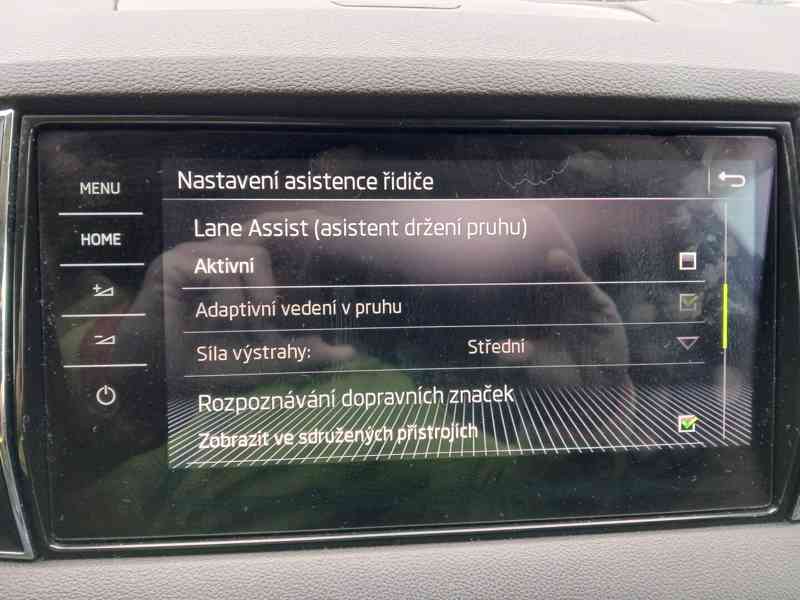 MENU
Nastavení asistence řidiče
HOME
Lane Assist (asistent držení pruhu)
Aktivní
Adaptivní vedení v pruhu
Síla výstrahy: Střední
Rozpoznávání dopravních značek
Zobrazit ve sdružených přístrojích